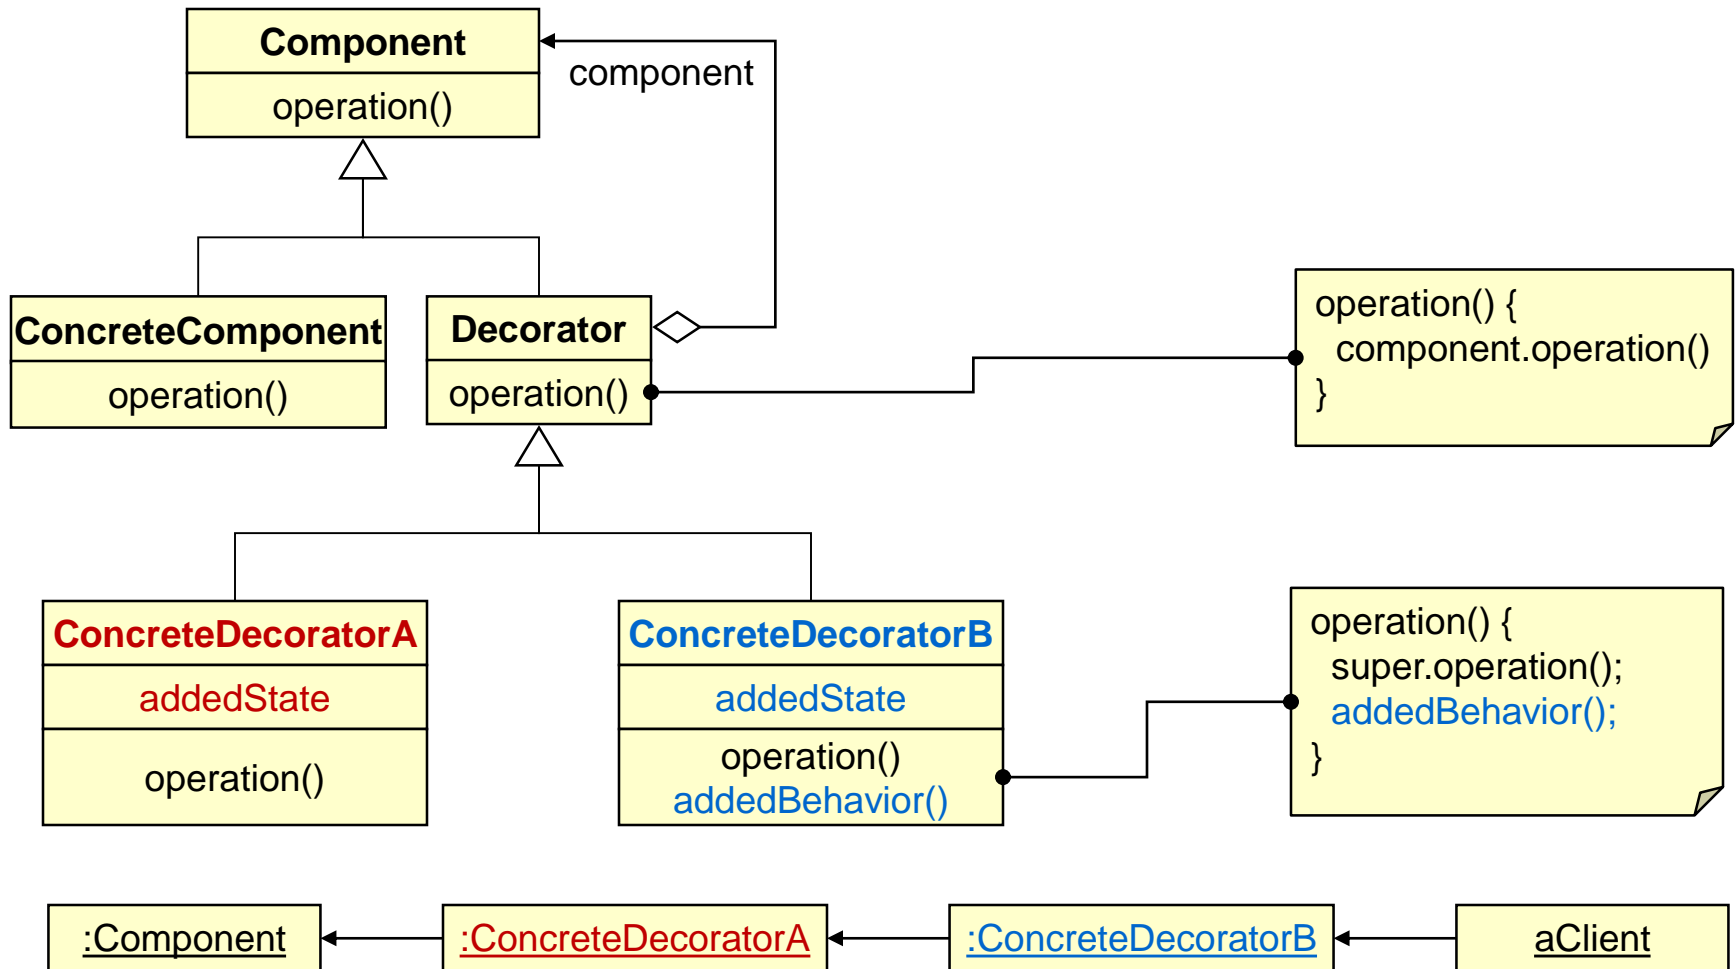 Component
component
operation()
ConcreteComponent
operation()
Decorator
operation()
operation() {
component.operation()
}
ConcreteDecoratorA
addedState
operation()
ConcreteDecoratorB
addedState
operation()
addedBehavior()
operation() {
super.operation();
addedBehavior();
}
:Component
:ConcreteDecoratorA
:ConcreteDecoratorB
aClient